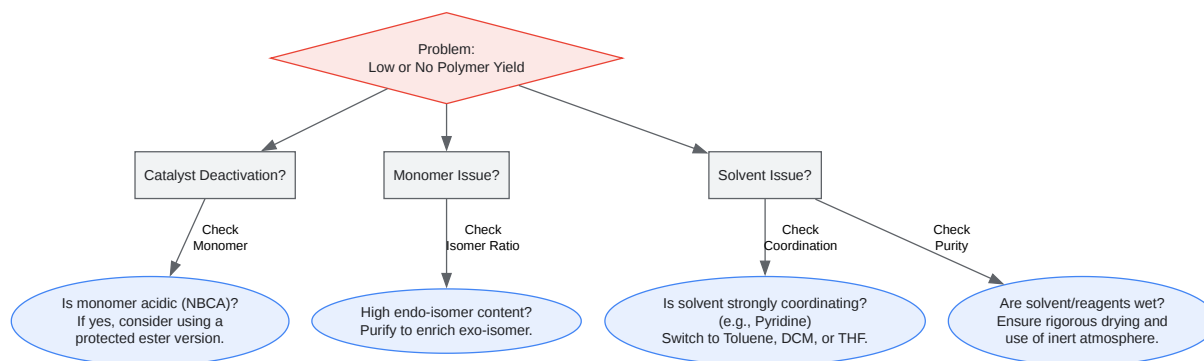 Problem:
Low or No Polymer Yield
Catalyst Deactivation?
Monomer Issue?
Solvent Issue?
Check
Monomer
Check
Isomer Ratio
Check
Coordination
Check
Purity
Is monomer acidic (NBCA)?
If yes, consider using a
protected ester version.
High endo-isomer content?
Purify to enrich exo-isomer.
Is solvent strongly coordinating?
(e.g., Pyridine)
Switch to Toluene, DCM, or THF.
Are solvent/reagents wet?
Ensure rigorous drying and
use of inert atmosphere.